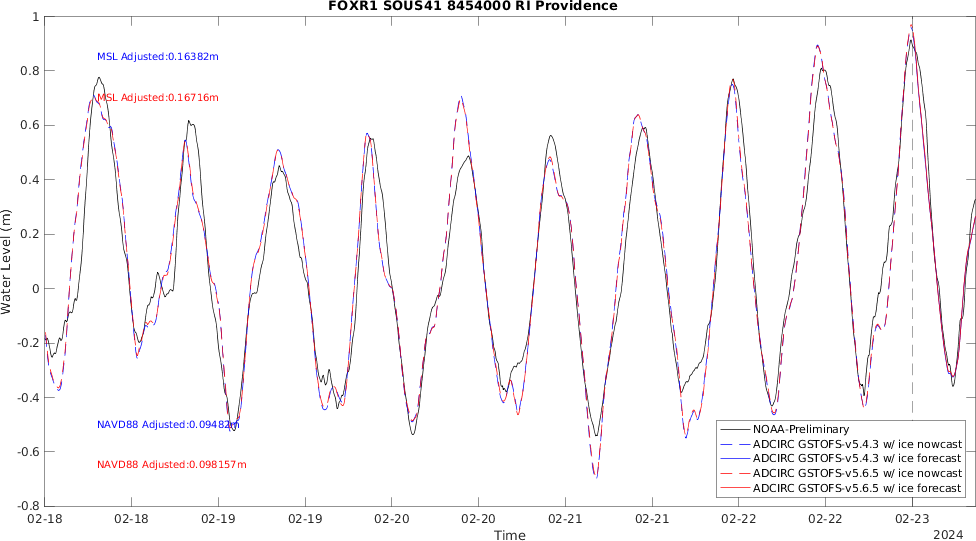 FOXR1 SOUS41 8454000 RI Providence
1
0.8
0.6
0.4
0.2
0
-0.2
-0.4
-0.6
-0.8
Water Level (m)
MSL Adjusted:0.16382m
MSL Adjusted:0.16716m
NAVD88 Adjusted:0.09482m
NAVD88 Adjusted:0.098157m
NOAA-Preliminary
ADCIRC GSTOFS-v5.4.3 w/ ice nowcast
ADCIRC GSTOFS-v5.4.3 w/ ice forecast
ADCIRC GSTOFS-v5.6.5 w/ ice nowcast
ADCIRC GSTOFS-v5.6.5 w/ ice forecast
02-18 02-18 02-19 02-19 02-20 02-20 02-21 02-21 02-22 02-22 02-23
Time
2024